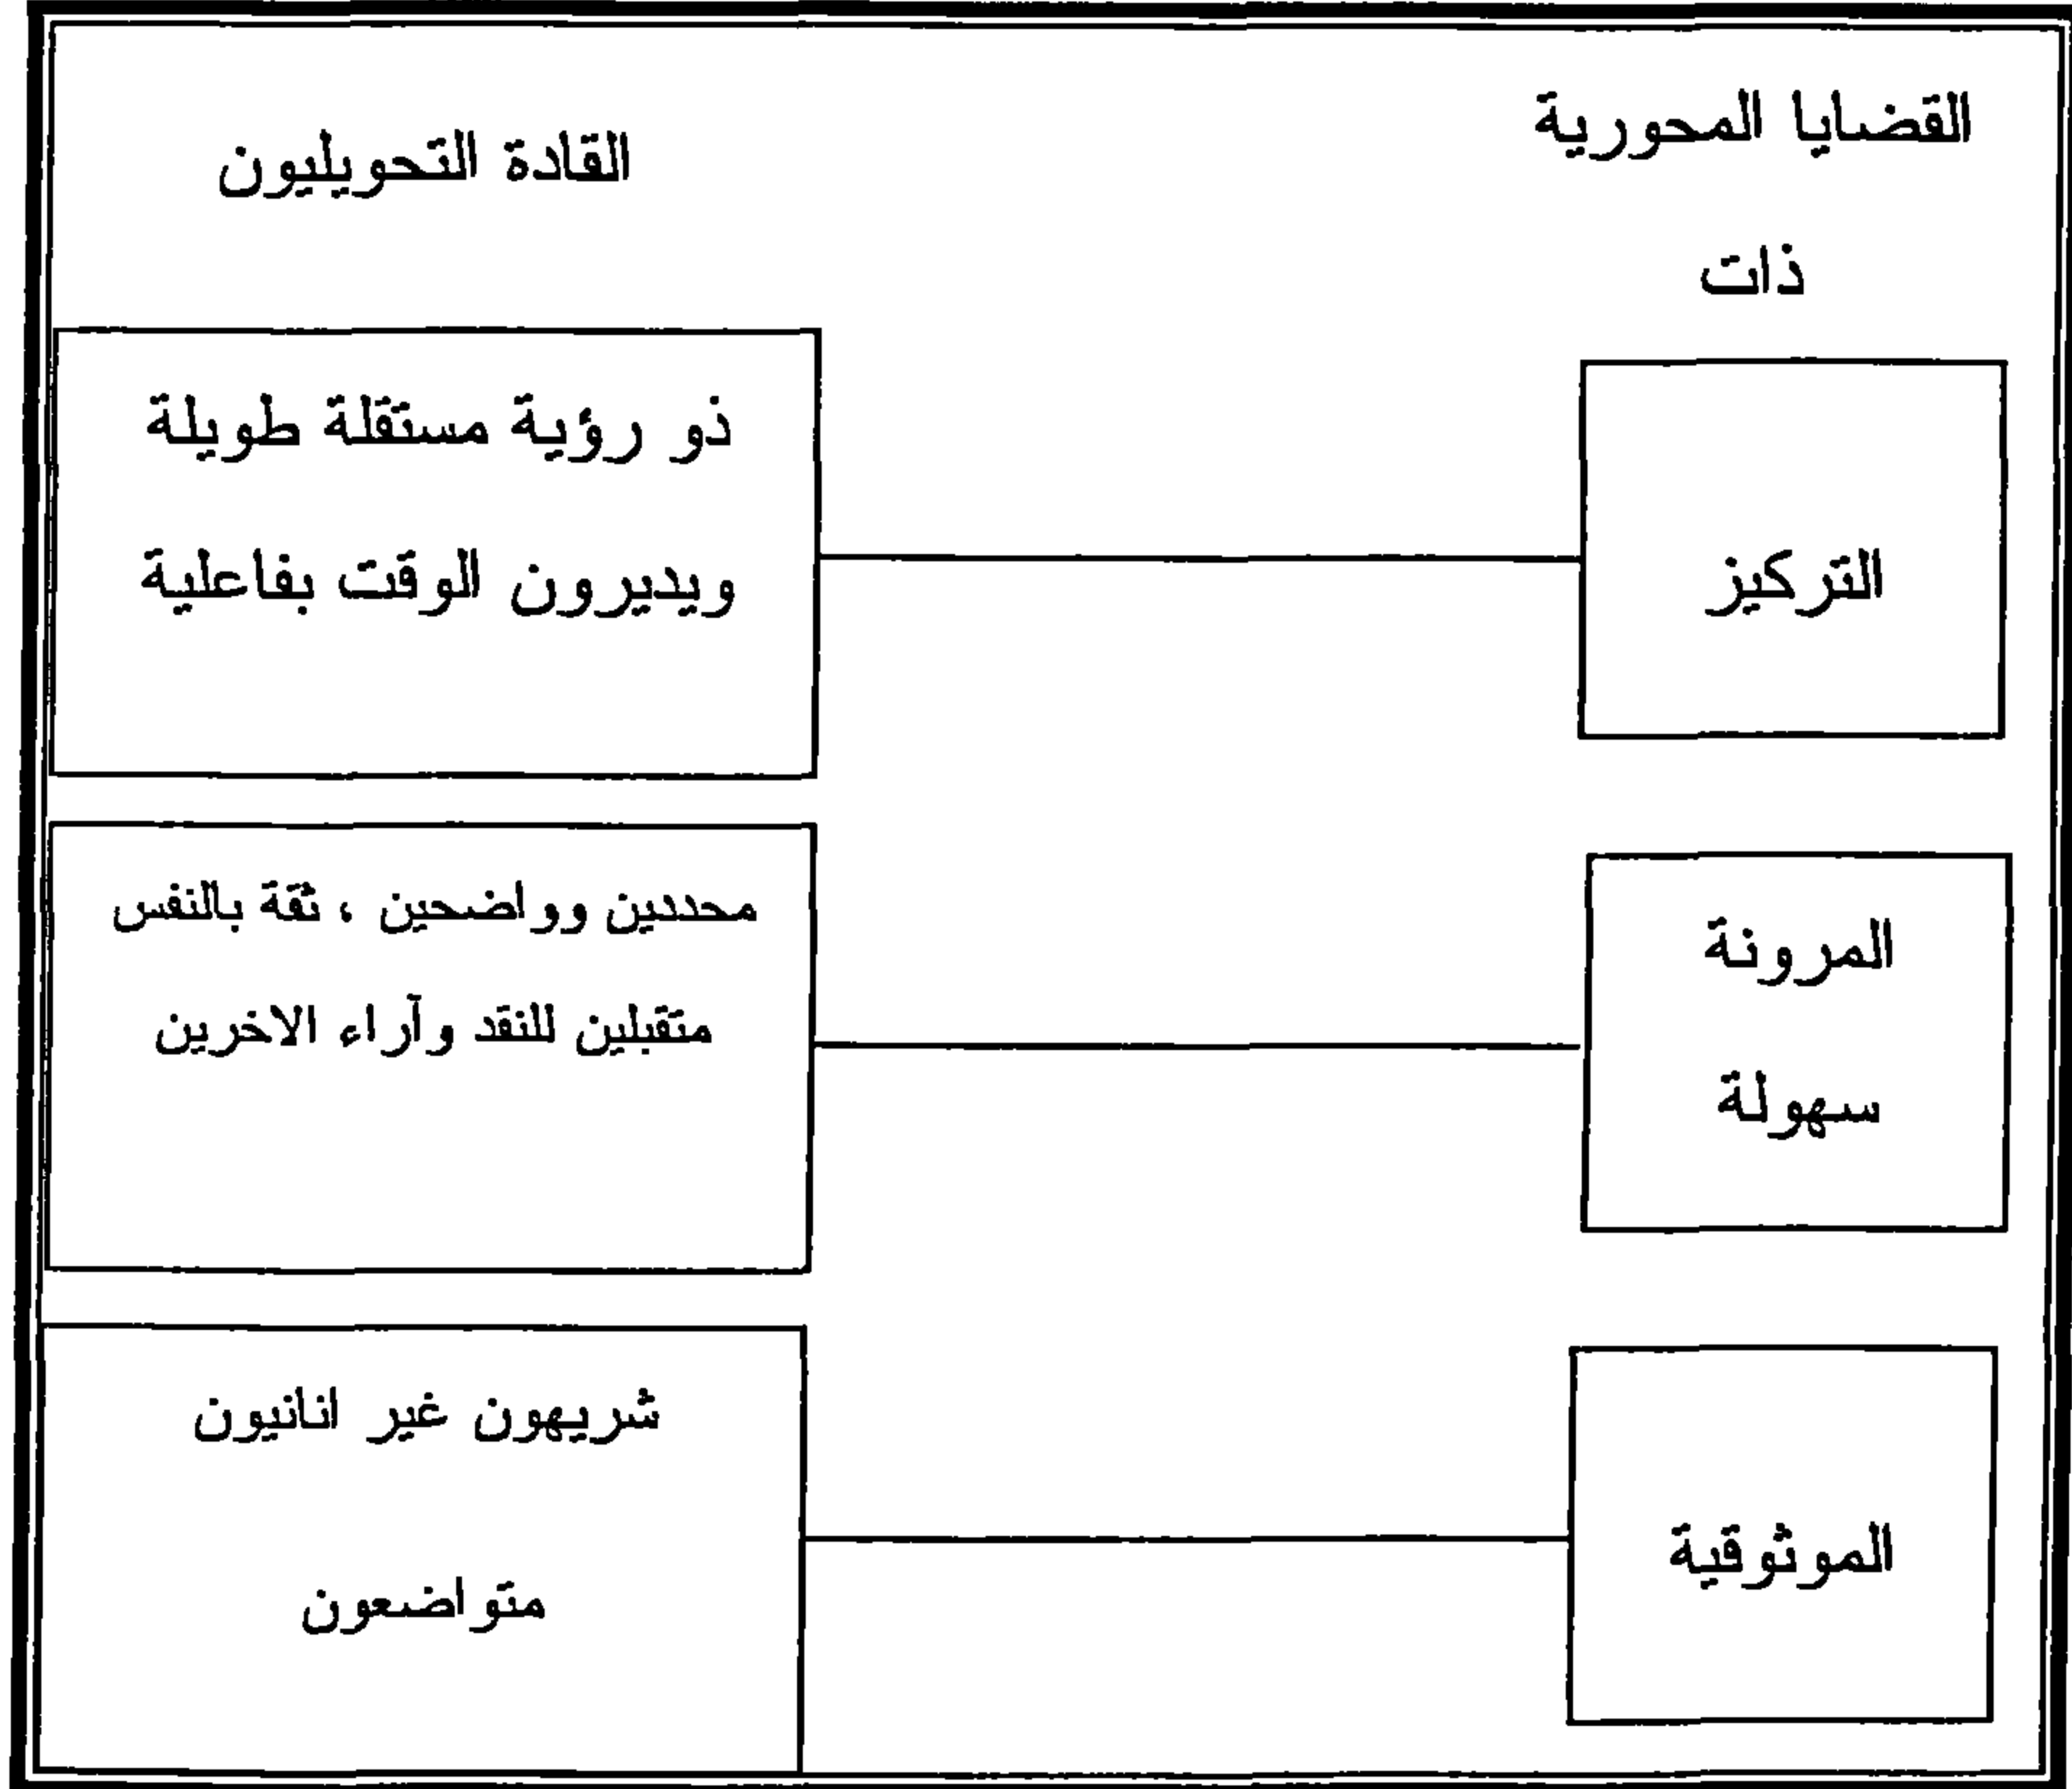 القضايا المحورية
ذات
القادة التحويليون
التركيز
ذو رؤية مستقلة طويلة
ويديرون الوقت بفاعلية
المرونة
سهولة
محددين وواضحين ، ثقة بالنفس
متقبلين للنقد وآراء الاخرين
الموثوقية
شريهون غير انانيون
متواضعون